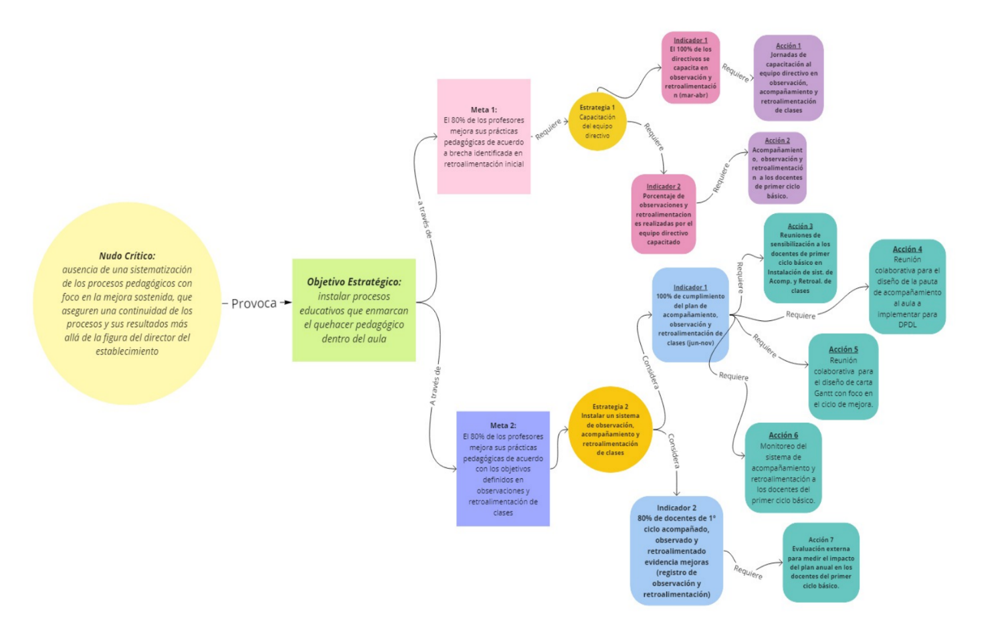 Nudo Crítico:
ausencia de una sistematización
de los procesos pedagógicos con
foco en la mejora sostenida, que
aseguren una continuidad de los
procesos y sus resultados más
allá de la figura del director del
establecimiento
Provoca
Objetivo Estratégico:
instalar procesos
educativos que enmarcan
el quehacer pedagógico
dentro del aula
a través de
Meta 1:
El 80% de los profesores
mejora sus prácticas
pedagógicas de acuerdo
a brecha identificada en
retroalimentación inicial
Requiere
Estrategia 1
Capacitación
del equipo
directivo
Indicador 1
El 100% de los
directivos se
capacita en
observación y
retroalimentació
n (mar-abr)
Requiere
Acción 1
Jornadas de
capacitación al
equipo directivo en
observación,
acompañamiento y
retroalimentación
de clases
Requiere
Indicador 2
Porcentaje de
observaciones y
retroalimentacion
es realizadas por el
equipo directivo
capacitado
Requiere
Acción 2
Acompañamient
o, observación y
retroalimentació
n a los docentes
de primer ciclo
básico.
A través de
Meta 2:
El 80% de los profesores
mejora sus prácticas
pedagógicas de acuerdo
con los objetivos
definidos en
observaciones y
retroalimentación de
clases
Estrategia 2
Instalar un sistema
de observación,
acompañamiento y
retroalimentación
de clases
Considera
Indicador 1
100% de cumplimiento
del plan de
acompañamiento,
observación y
retroalimentación de
clases (jun-nov)
Requiere
Acción 3
Reuniones de
sensibilización a los
docentes de primer
ciclo básico en
Instalación de sist. de
Acomp. y Retroal. de
clases
Requiere
Acción 4
Reunión
colaborativa para el
diseño de la pauta
de acompañamiento
al aula a
implementar para
DPDL
Requiere
Acción 5
Reunión
colaborativa para
el diseño de carta
Gantt con foco en
el ciclo de mejora.
Requiere
Acción 6
Monitoreo del
sistema de
acompañamiento y
retroalimentación a
los docentes del
primer ciclo básico.
Considera
Indicador 2
80% de docentes de 1°
ciclo acompañado,
observado y
retroalimentado
evidencia mejoras
(registro de
observación y
retroalimentación)
Requiere
Acción 7
Evaluación externa
para medir el impacto
del plan anual en los
docentes del primer
ciclo básico.